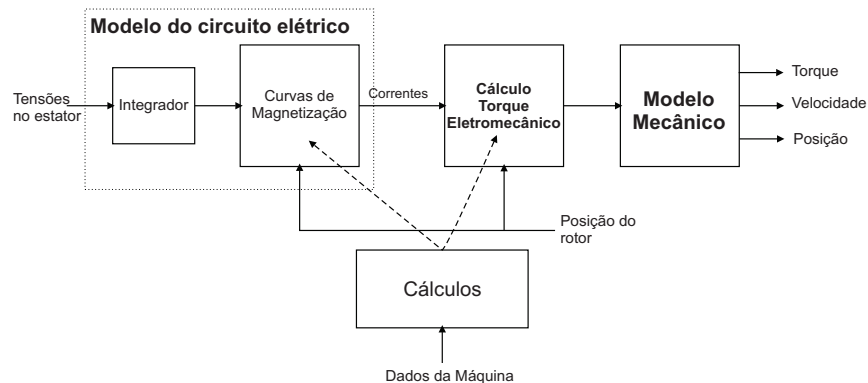 Modelo do circuito elétrico
Tensões
no estator
Integrador
Curvas de
Magnetização
Correntes
Cálculo
Torque
Eletromecânico
Modelo
Mecânico
Torque
Velocidade
Posição
Posição do
rotor
Cálculos
Dados da Máquina